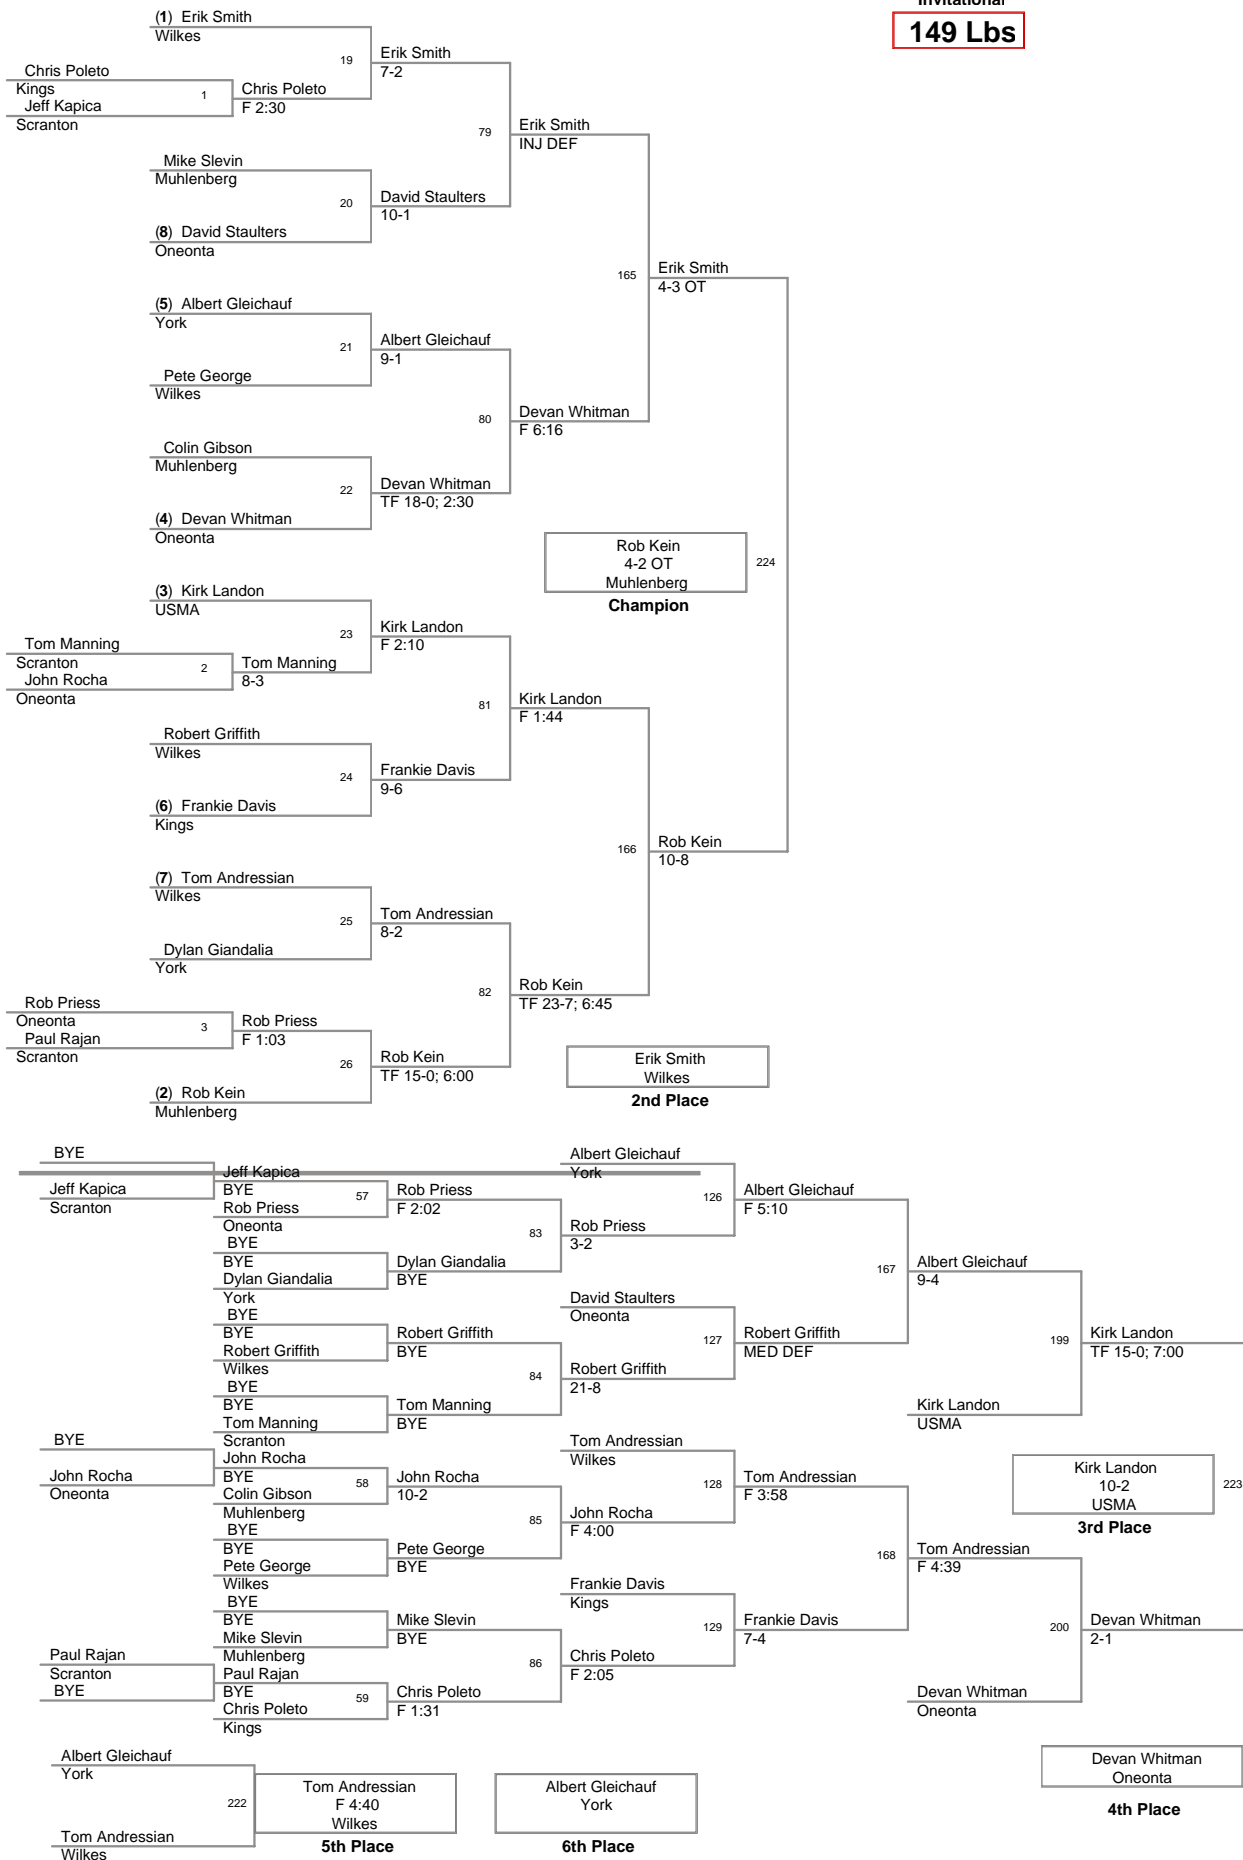 Invitational
149 Lbs
(1) Erik Smith
Wilkes
19
Erik Smith
7-2
Chris Poleto
Kings
1
Chris Poleto
F 2:30
Jeff Kapica
Scranton
79
Erik Smith
INJ DEF
Mike Slevin
Muhlenberg
20
David Staulters
10-1
(8) David Staulters
Oneonta
165
Erik Smith
4-3 OT
(5) Albert Gleichauf
York
21
Albert Gleichauf
9-1
Pete George
Wilkes
80
Devan Whitman
F 6:16
Colin Gibson
Muhlenberg
22
Devan Whitman
TF 18-0; 2:30
(4) Devan Whitman
Oneonta
Rob Kein
4-2 OT
Muhlenberg
224
Champion
(3) Kirk Landon
USMA
23
Kirk Landon
F 2:10
Tom Manning
Scranton
2
Tom Manning
8-3
John Rocha
Oneonta
81
Kirk Landon
F 1:44
Robert Griffith
Wilkes
24
Frankie Davis
9-6
(6) Frankie Davis
Kings
166
Rob Kein
10-8
(7) Tom Andressian
Wilkes
25
Tom Andressian
8-2
Dylan Giandalia
York
82
Rob Kein
TF 23-7; 6:45
Rob Priess
Oneonta
3
Rob Priess
F 1:03
Paul Rajan
Scranton
26
Rob Kein
TF 15-0; 6:00
(2) Rob Kein
Muhlenberg
Erik Smith
Wilkes
2nd Place
BYE
Jeff Kapica
Scranton
Jeff Kapica
BYE
57
Rob Priess
Oneonta
Rob Priess
F 2:02
83
Rob Priess
3-2
BYE
BYE
Dylan Giandalia
York
Dylan Giandalia
BYE
Albert Gleichauf
York
126
Albert Gleichauf
F 5:10
167
Albert Gleichauf
9-4
David Staulters
Oneonta
127
Robert Griffith
MED DEF
BYE
BYE
Robert Griffith
Wilkes
Robert Griffith
BYE
84
Robert Griffith
21-8
BYE
BYE
Tom Manning
Scranton
Tom Manning
BYE
199
Kirk Landon
TF 15-0; 7:00
Kirk Landon
USMA
BYE
John Rocha
Oneonta
John Rocha
BYE
58
Colin Gibson
Muhlenberg
John Rocha
10-2
85
John Rocha
F 4:00
BYE
BYE
Pete George
Wilkes
Pete George
BYE
Tom Andressian
Wilkes
128
Tom Andressian
F 3:58
Kirk Landon
10-2
USMA
223
3rd Place
168
Tom Andressian
F 4:39
Frankie Davis
Kings
129
Frankie Davis
7-4
BYE
BYE
Mike Slevin
Muhlenberg
Mike Slevin
BYE
86
Chris Poleto
F 2:05
Paul Rajan
Scranton
BYE
Paul Rajan
BYE
59
Chris Poleto
Kings
Chris Poleto
F 1:31
200
Devan Whitman
2-1
Devan Whitman
Oneonta
Albert Gleichauf
York
222
Tom Andressian
Wilkes
Tom Andressian
F 4:40
Wilkes
5th Place
Albert Gleichauf
York
6th Place
Devan Whitman
Oneonta
4th Place